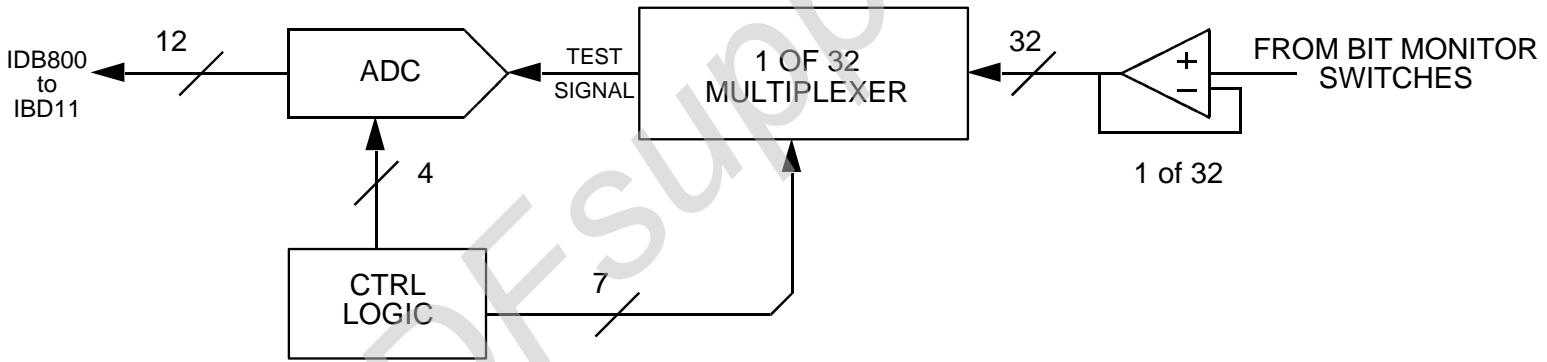 IDB800
to
IBD11
12
ADC
TEST
SIGNAL
1 OF 32
MULTIPLEXER
32
+
−
FROM BIT MONITOR
SWITCHES
1 of 32
4
CTRL
LOGIC
7
DFsupp